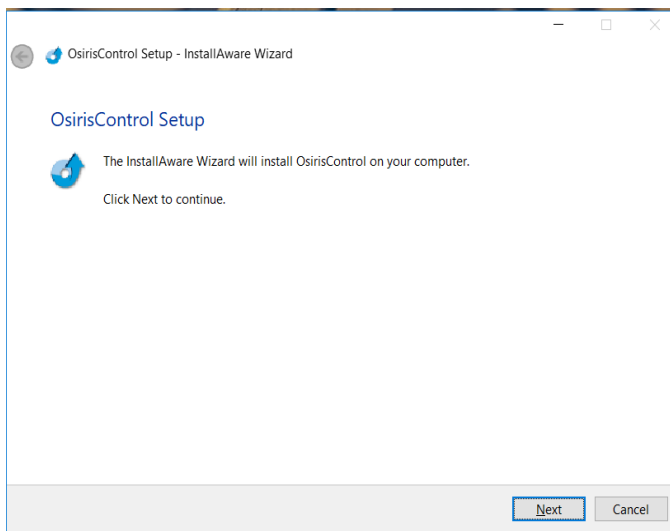 OsirisControl Setup - InstallAware Wizard
OsirisControl Setup
The InstallAware Wizard will install OsirisControl on your computer.
Click Next to continue.
Next
Cancel